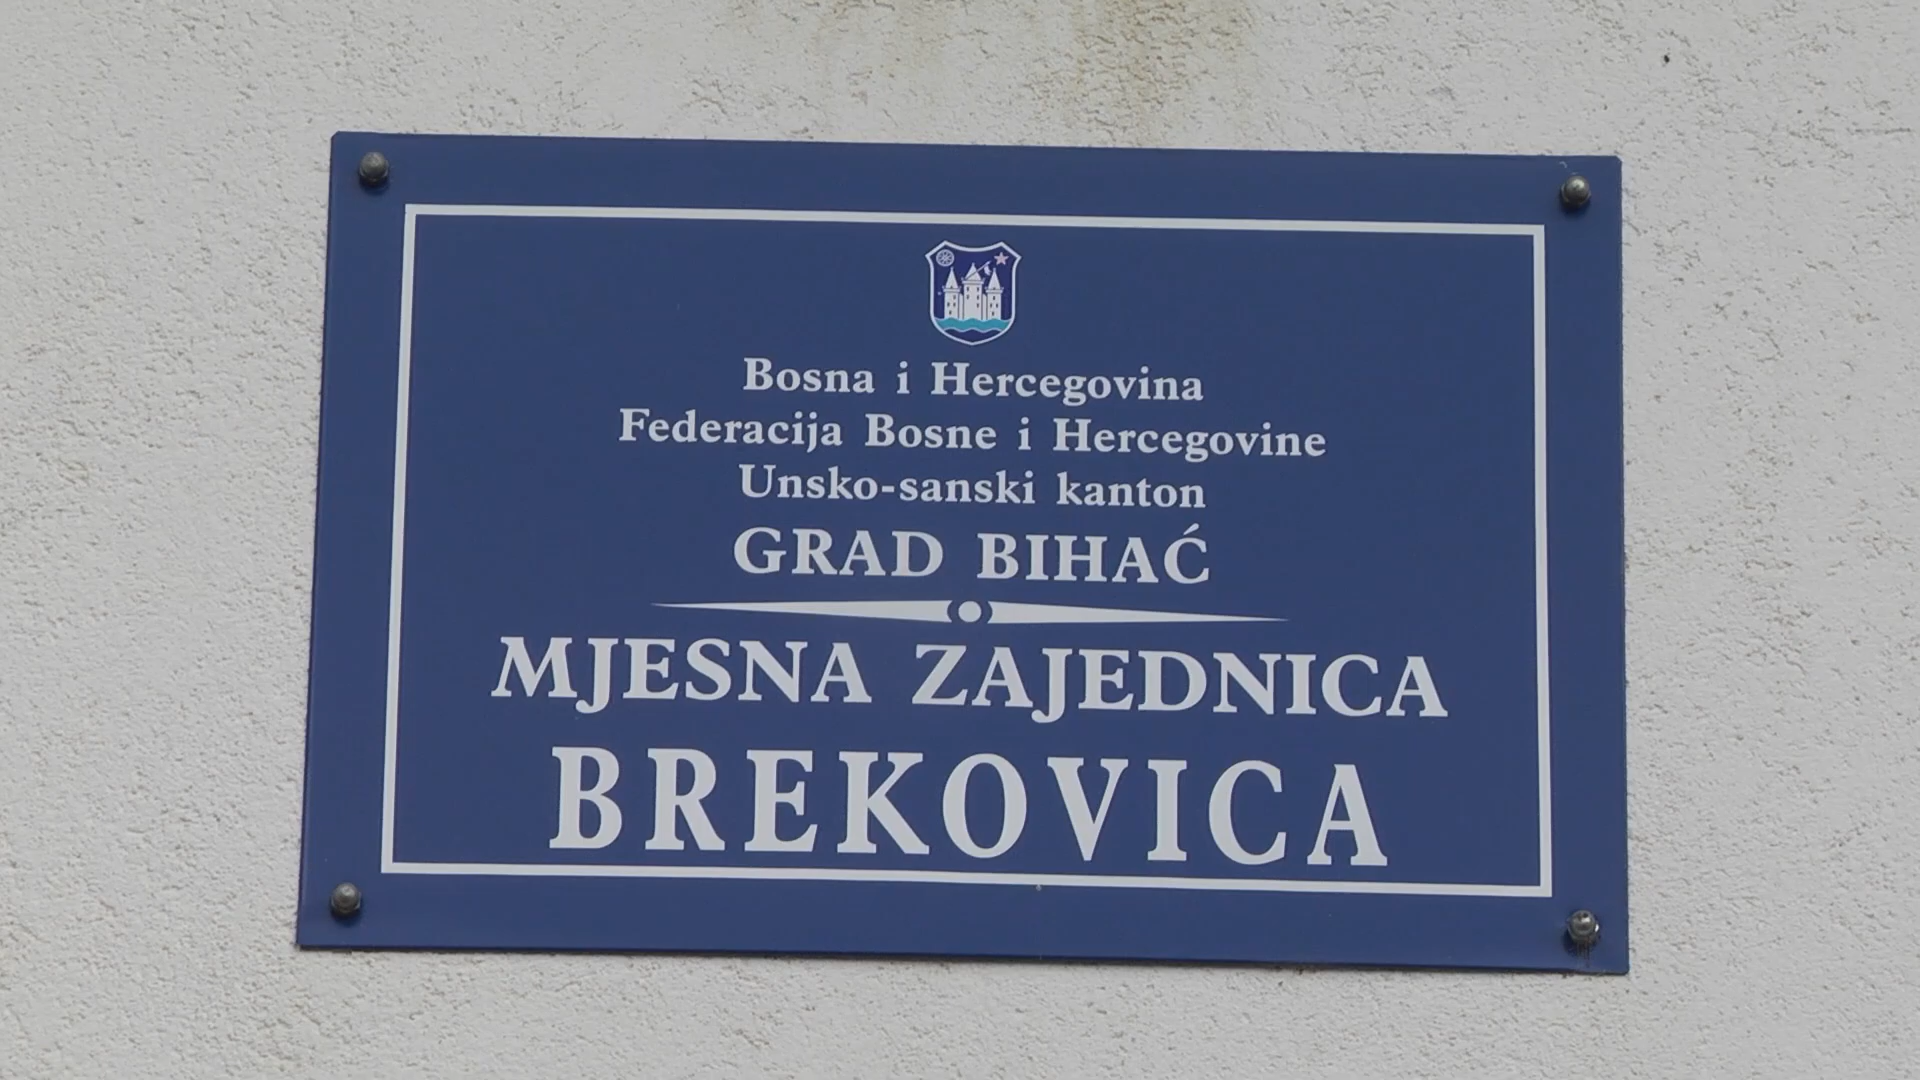 Bosna i Hercegovina
Federacija Bosne i Hercegovine
Unsko-sanski kanton
GRAD BIHAĆ
MJESNA ZAJEDNICA
BREKOVICA